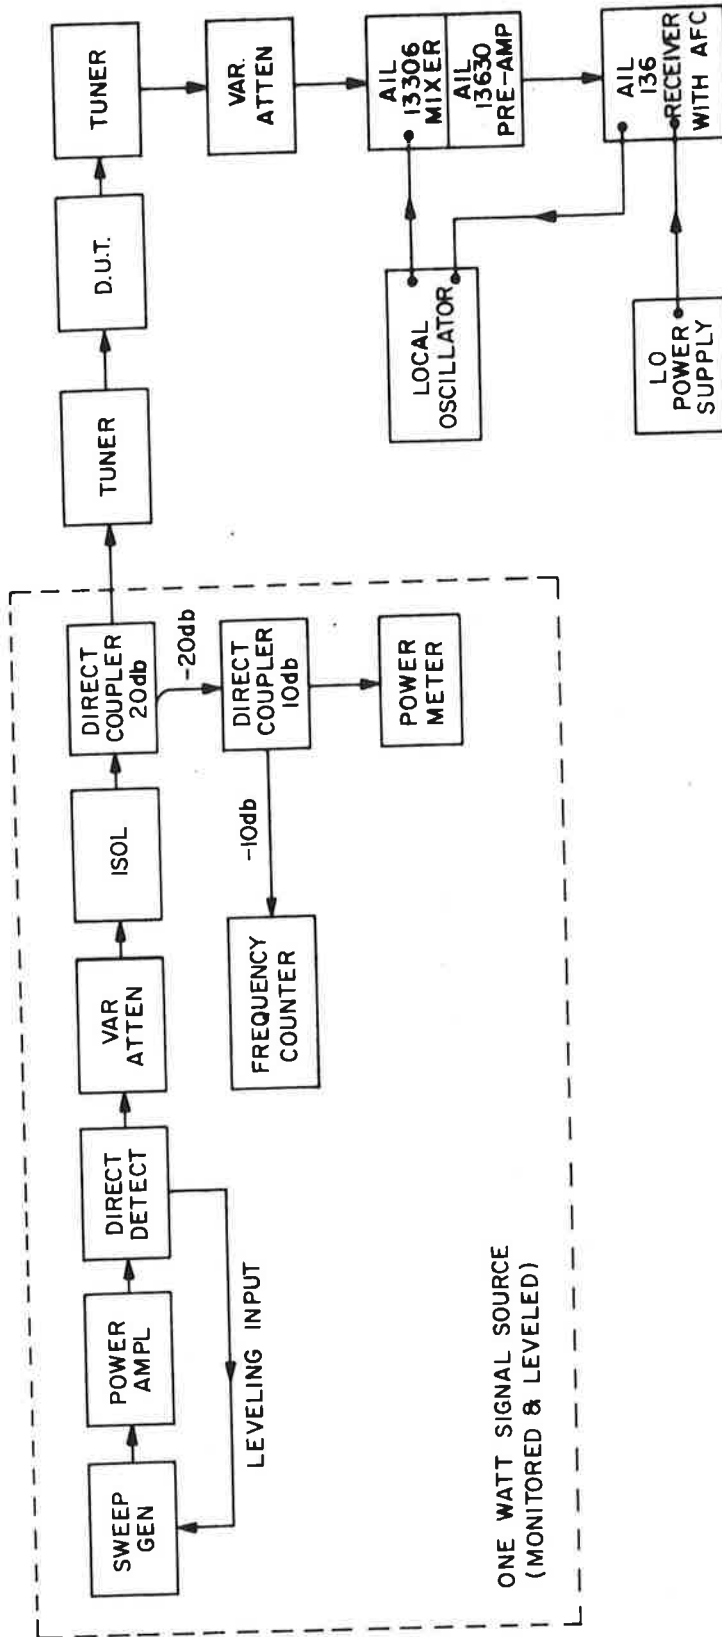 SWEEP
GEN
POWER
AMPL
DIRECT
DETECT
VAR
ATTEN
ISOL
DIRECT
COUPLER
20db
TUNER
D.U.T.
TUNER
VAR.
ATTEN
AIL
13306
MIXER
AIL
13630
PRE-AMP
AIL
136
RECEIVER
WITH AFC
LEVELING INPUT
-20db
DIRECT
COUPLER
10db
-10db
FREQUENCY
COUNTER
POWER
METER
LOCAL
OSCILLATOR
LO
POWER
SUPPLY
ONE WATT SIGNAL SOURCE
(MONITORED & LEVELED)